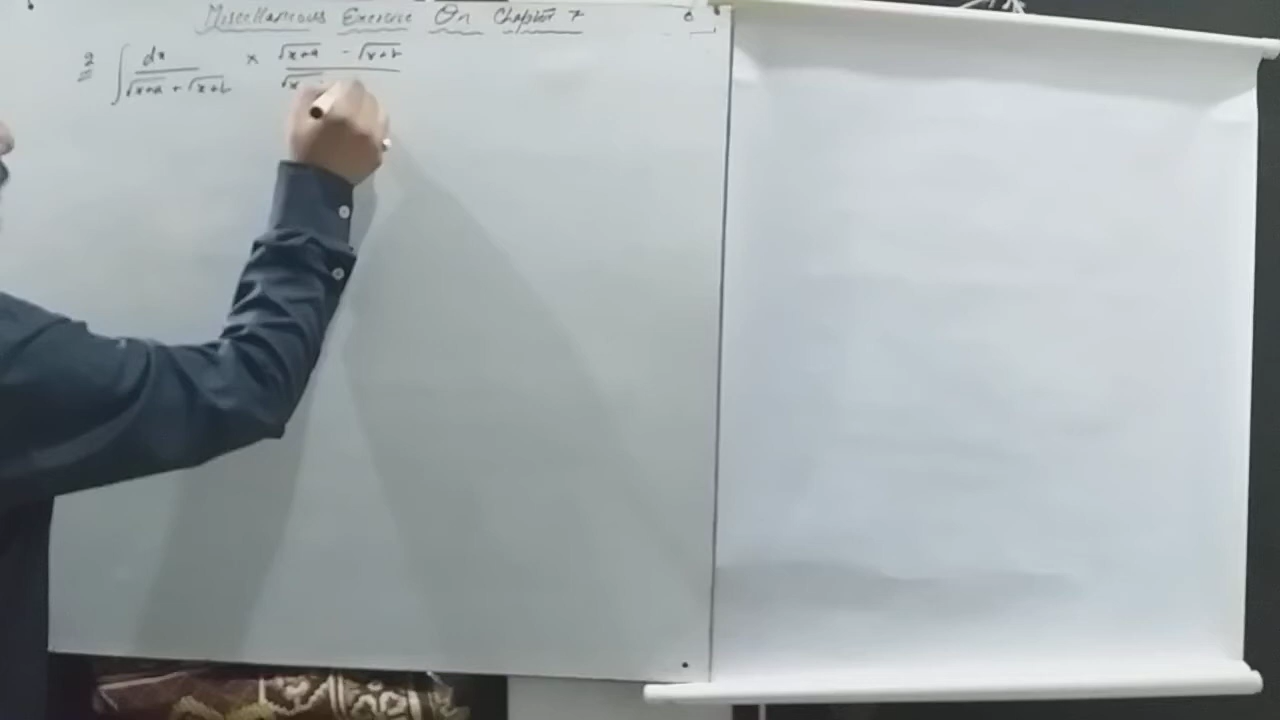 Miscellaneous Exercise On Chapter 7
2 ∫ dx / (√x+a + √x+b) × (√x+a - √x+b) / (√x